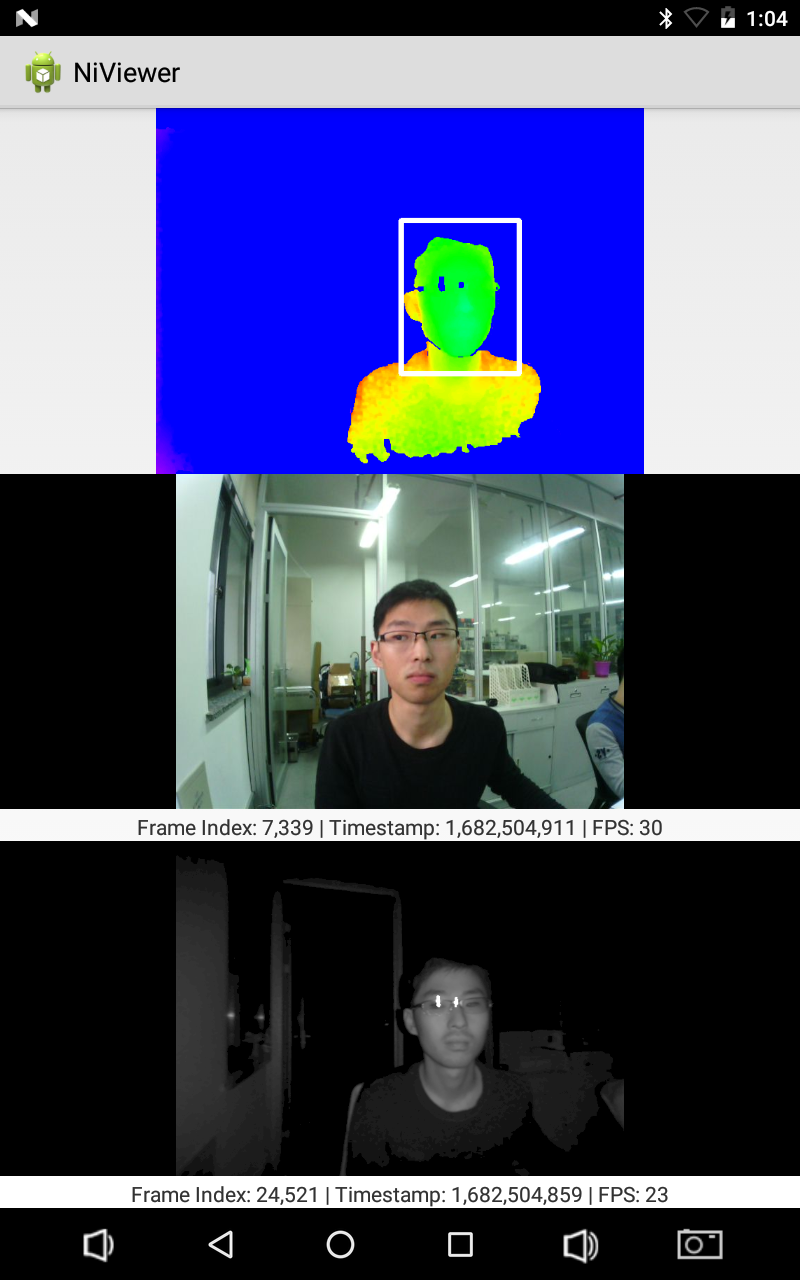 1:04
NiViewer
Frame Index: 7,339 | Timestamp: 1,682,504,911 | FPS: 30
Frame Index: 24,521 | Timestamp: 1,682,504,859 | FPS: 23